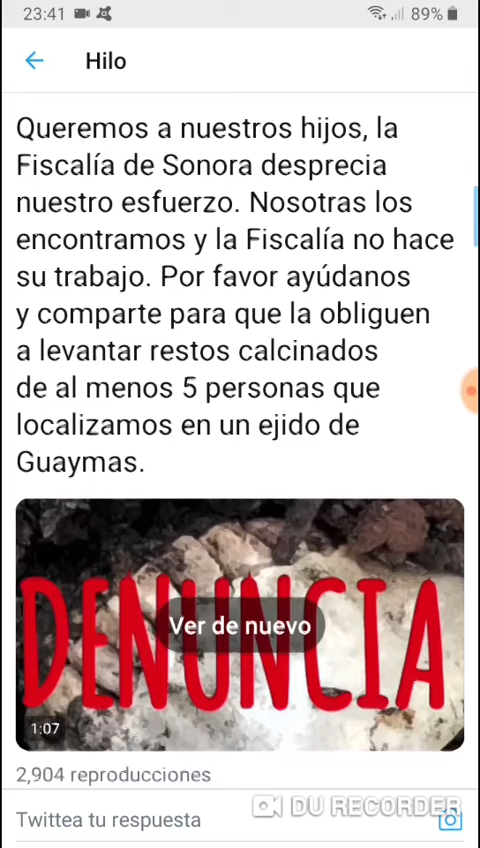 23:41
89%
Hilo
Queremos a nuestros hijos, la
Fiscalía de Sonora desprecia
nuestro esfuerzo. Nosotras los
encontramos y la Fiscalía no hace
su trabajo. Por favor ayúdanos
y comparte para que la obliguen
a levantar restos calcinados
de al menos 5 personas que
localizamos en un ejido de
Guaymas.
DENUNCIA
Ver de nuevo
1:07
2,904 reproducciones
Twittea tu respuesta
DU RECORDER